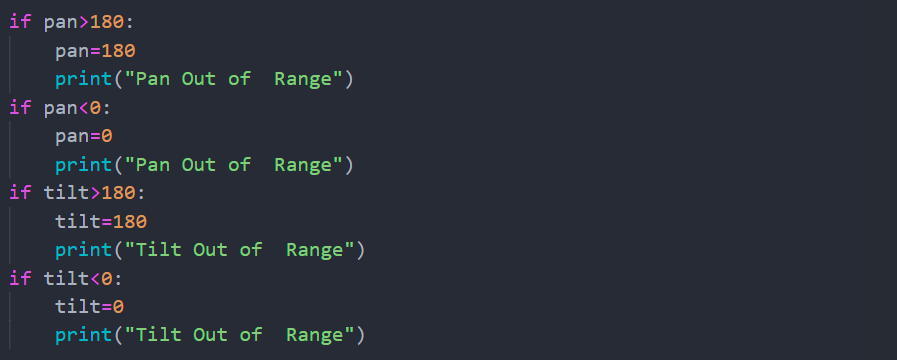 if pan>180:
    pan=180
    print("Pan Out of  Range")
if pan<0:
    pan=0
    print("Pan Out of  Range")
if tilt>180:
    tilt=180
    print("Tilt Out of  Range")
if tilt<0:
    tilt=0
    print("Tilt Out of  Range")